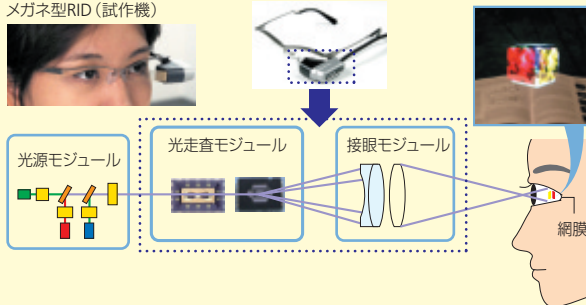 メガネ型RID（試作機）
光源モジュール
光走査モジュール
接眼モジュール
網膜